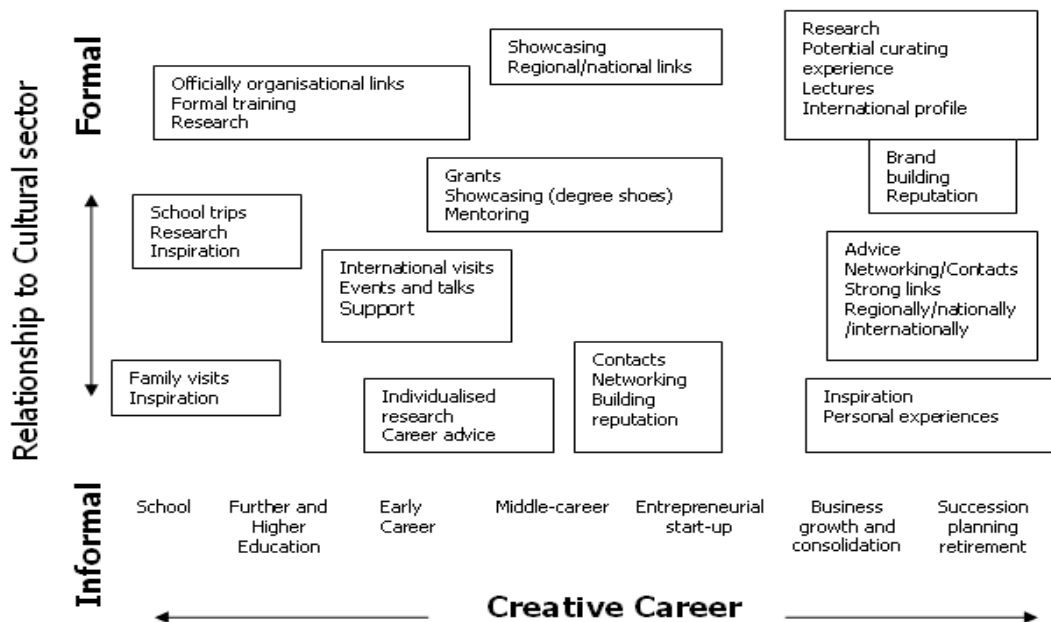 Relationship to Cultural sector
Formal
Informal
Officially organisational links
Formal training
Research
Showcasing
Regional/national links
Research
Potential curating
experience
Lectures
International profile
Brand
building
Reputation
Grants
Showcasing (degree shoes)
Mentoring
School trips
Research
Inspiration
International visits
Events and talks
Support
Advice
Networking/Contacts
Strong links
Regionally/nationally
/internationally
Family visits
Inspiration
Individualised
research
Career advice
Contacts
Networking
Building
reputation
Inspiration
Personal experiences
School
Further and
Higher
Education
Early
Career
Middle-career
Entrepreneurial
start-up
Business
growth and
consolidation
Succession
planning
retirement
Creative Career